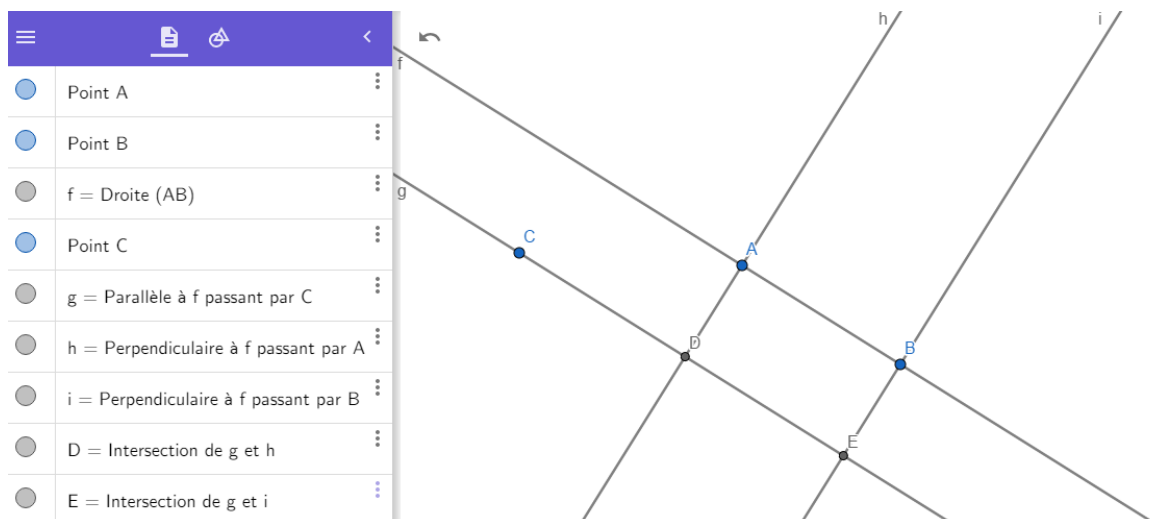 Point A
Point B
f = Droite (AB)
Point C
g = Parallèle à f passant par C
h = Perpendiculaire à f passant par A
i = Perpendiculaire à f passant par B
D = Intersection de g et h
E = Intersection de g et i
h
i
f
g
C
A
D
B
E